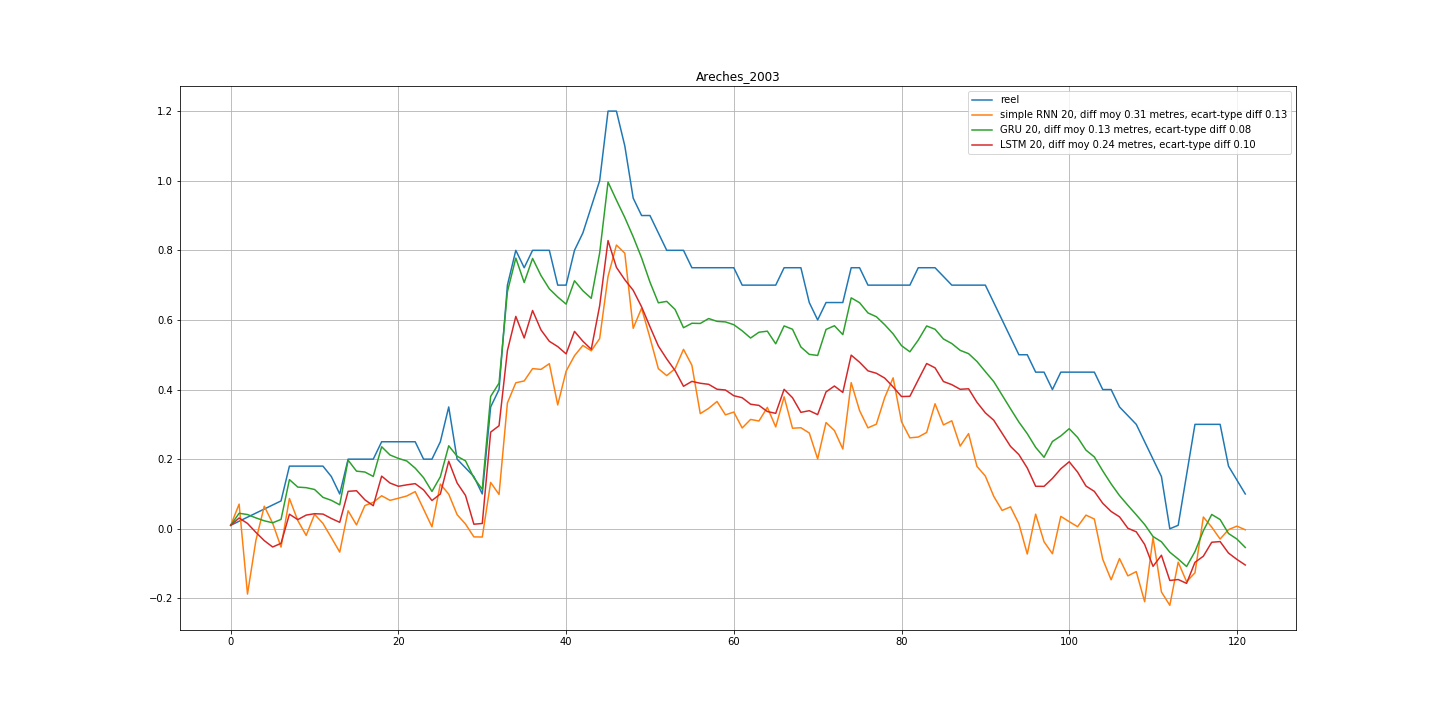 Areches_2003
reel
simple RNN 20, diff moy 0.31 metres, ecart-type diff 0.13
GRU 20, diff moy 0.13 metres, ecart-type diff 0.08
LSTM 20, diff moy 0.24 metres, ecart-type diff 0.10
1.2
1.0
0.8
0.6
0.4
0.2
0.0
−0.2
0 20 40 60 80 100 120